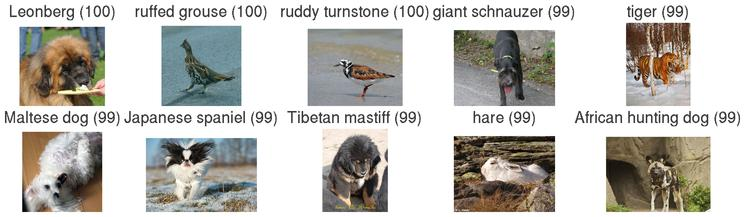 Leonberg (100) ruffed grouse (100) ruddy turnstone (100) giant schnauzer (99) tiger (99)
Maltese dog (99) Japanese spaniel (99) Tibetan mastiff (99) hare (99) African hunting dog (99)